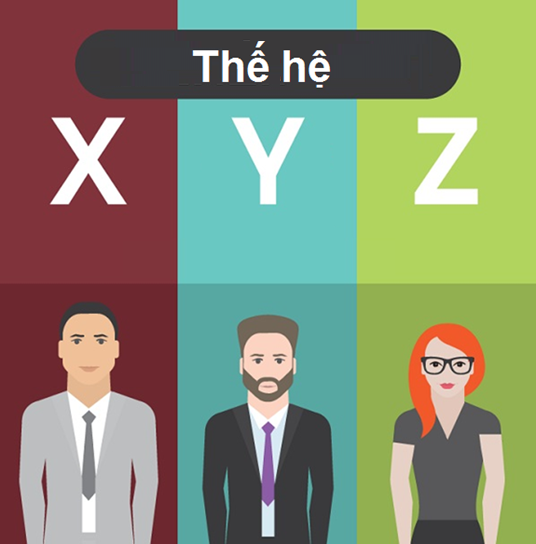 Thế hệ
X Y Z